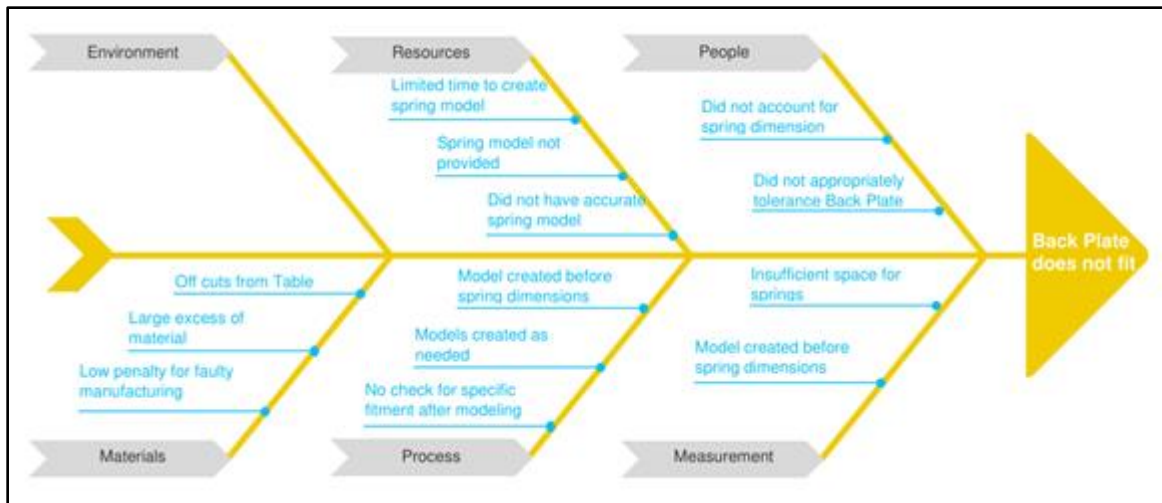 Environment
Resources
People
Limited time to create
spring model
Spring model not
provided
Did not have accurate
spring model
Did not account for
spring dimension
Did not appropriately
tolerance Back Plate
Back Plate
does not fit
Off cuts from Table
Large excess of
material
Low penalty for faulty
manufacturing
Model created before
spring dimensions
Models created as
needed
No check for specific
fitment after modeling
Insufficient space for
springs
Model created before
spring dimensions
Materials
Process
Measurement